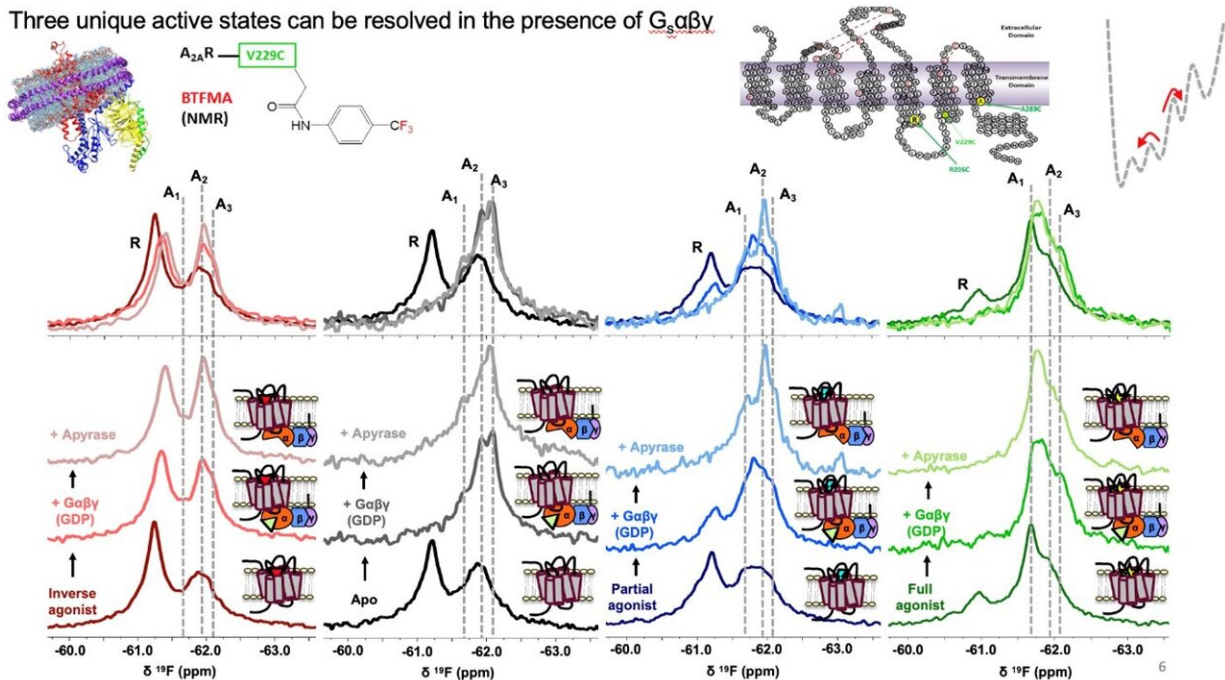 Three unique active states can be resolved in the presence of Gₛαβγ
A₂ₐR
V229C
BTFMA
(NMR)
O
NH
CF₃
Extracellular
Domain
Transmembrane
Domain
R
A289C
V229C
R206C
R
A₁
A₂
A₃
R
A₁
A₂
A₃
R
A₁
A₂
A₃
R
A₁
A₂
A₃
+ Apyrase
+ Gαβγ
(GDP)
Inverse
agonist
α β γ
α β γ
-60.0 -61.0 -62.0 -63.0
δ ¹⁹F (ppm)
+ Apyrase
+ Gαβγ
(GDP)
Apo
α β γ
α β γ
-60.0 -61.0 -62.0 -63.0
δ ¹⁹F (ppm)
+ Apyrase
+ Gαβγ
(GDP)
Partial
agonist
α β γ
α β γ
-60.0 -61.0 -62.0 -63.0
δ ¹⁹F (ppm)
+ Apyrase
+ Gαβγ
(GDP)
Full
agonist
α β γ
α β γ
-60.0 -61.0 -62.0 -63.0
δ ¹⁹F (ppm)
6